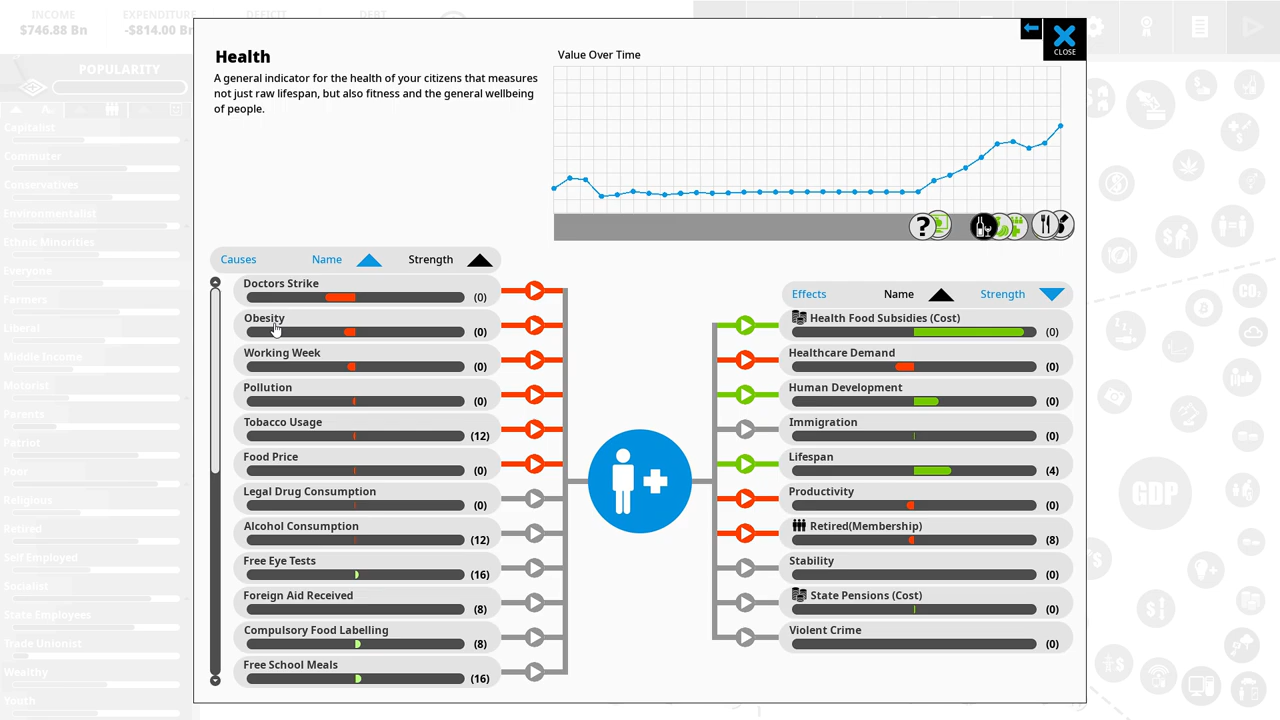 INCOME
EXPENDITURE
DEFICIT
DEBT
$746.88 Bn
-$814.00 Bn
POPULARITY
Capitalist
Commuter
Conservatives
Environmentalist
Ethnic Minorities
Everyone
Farmers
Liberal
Middle Income
Motorist
Parents
Patriot
Poor
Religious
Retired
Self Employed
Socialist
State Employees
Trade Unionist
Wealthy
Youth
Health
A general indicator for the health of your citizens that measures
not just raw lifespan, but also fitness and the general wellbeing
of people.
Value Over Time
CLOSE
?
Causes
Name
Strength
Doctors Strike
(0)
Obesity
(0)
Working Week
(0)
Pollution
(0)
Tobacco Usage
(12)
Food Price
(0)
Legal Drug Consumption
(0)
Alcohol Consumption
(12)
Free Eye Tests
(16)
Foreign Aid Received
(8)
Compulsory Food Labelling
(8)
Free School Meals
(16)
Effects
Name
Strength
Health Food Subsidies (Cost)
(0)
Healthcare Demand
(0)
Human Development
(0)
Immigration
(0)
Lifespan
(4)
Productivity
(0)
Retired(Membership)
(8)
Stability
(0)
State Pensions (Cost)
(0)
Violent Crime
(0)
GDP